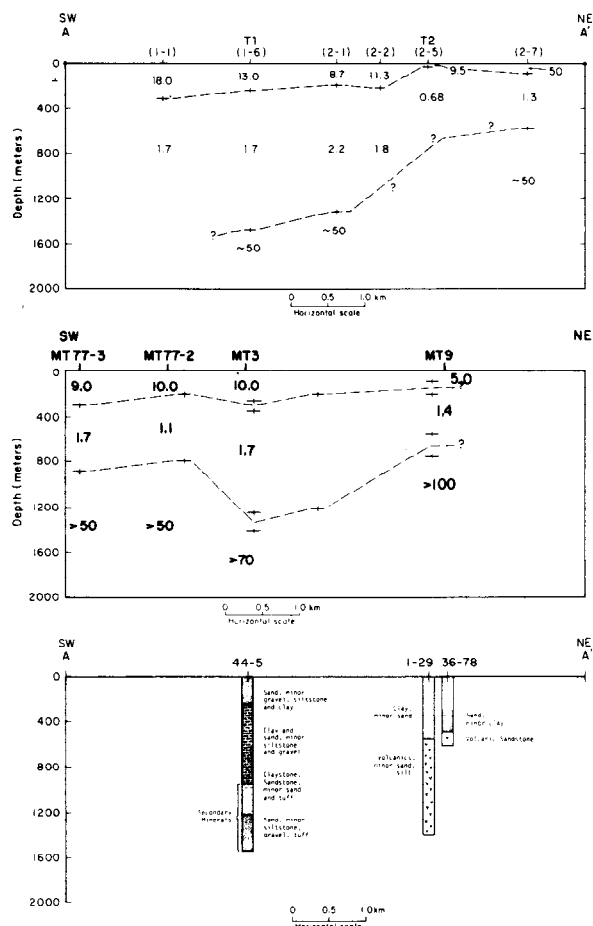 SW NE
A A'
(1-1) T1 (1-6) (2-1) (2-2) T2 (2-5) (2-7)
0
18.0 13.0 8.7 11.3 9.5 50
400
0.68 1.3
800
1.7 1.7 2.2 1.8 ? ?
~50
1200
?
1600
? ~50 ~50
2000
Depth (meters)
0 0.5 1.0 km
Horizontal scale
SW NE
MT77-3 MT77-2 MT3 MT9
0
9.0 10.0 10.0 5.0 ?
400
1.7 1.1 1.7 1.4
?
800
>100
1200
>50 >50
1600
>70
2000
Depth (meters)
0 0.5 1.0 km
Horizontal scale
SW NE
A A'
44-5 1-29 36-78
0
400
800
1200
1600
2000
Sand, minor
gravel, siltstone
and clay
Clay and
sand, minor
siltstone
and gravel
Claystone,
Sandstone,
minor sand
and tuff
Secondary
Minerals
Sand, minor
siltstone,
gravel, tuff
Clay,
minor sand
Volcanics,
minor sand,
silt
Sand,
minor clay
Volcanic Sandstone
0 0.5 1.0 km
Horizontal scale